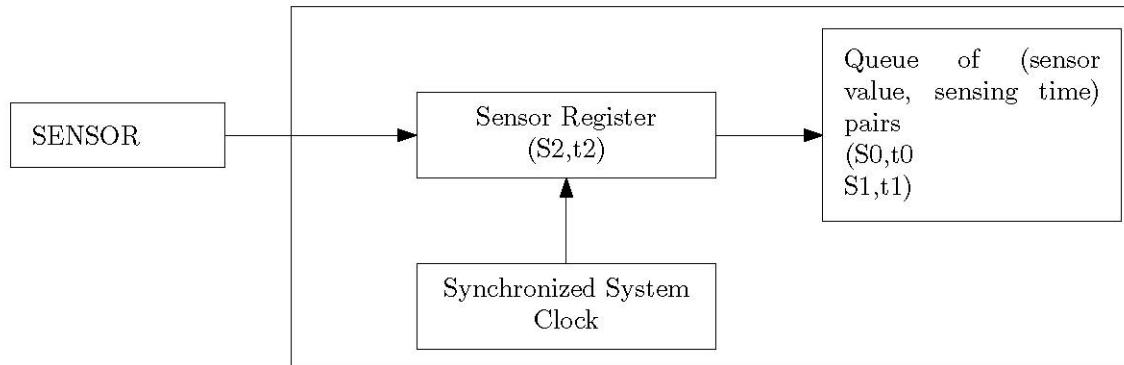 SENSOR
Sensor Register
(S2,t2)
Synchronized System
Clock
Queue of (sensor
value, sensing time)
pairs
(S0,t0
S1,t1)